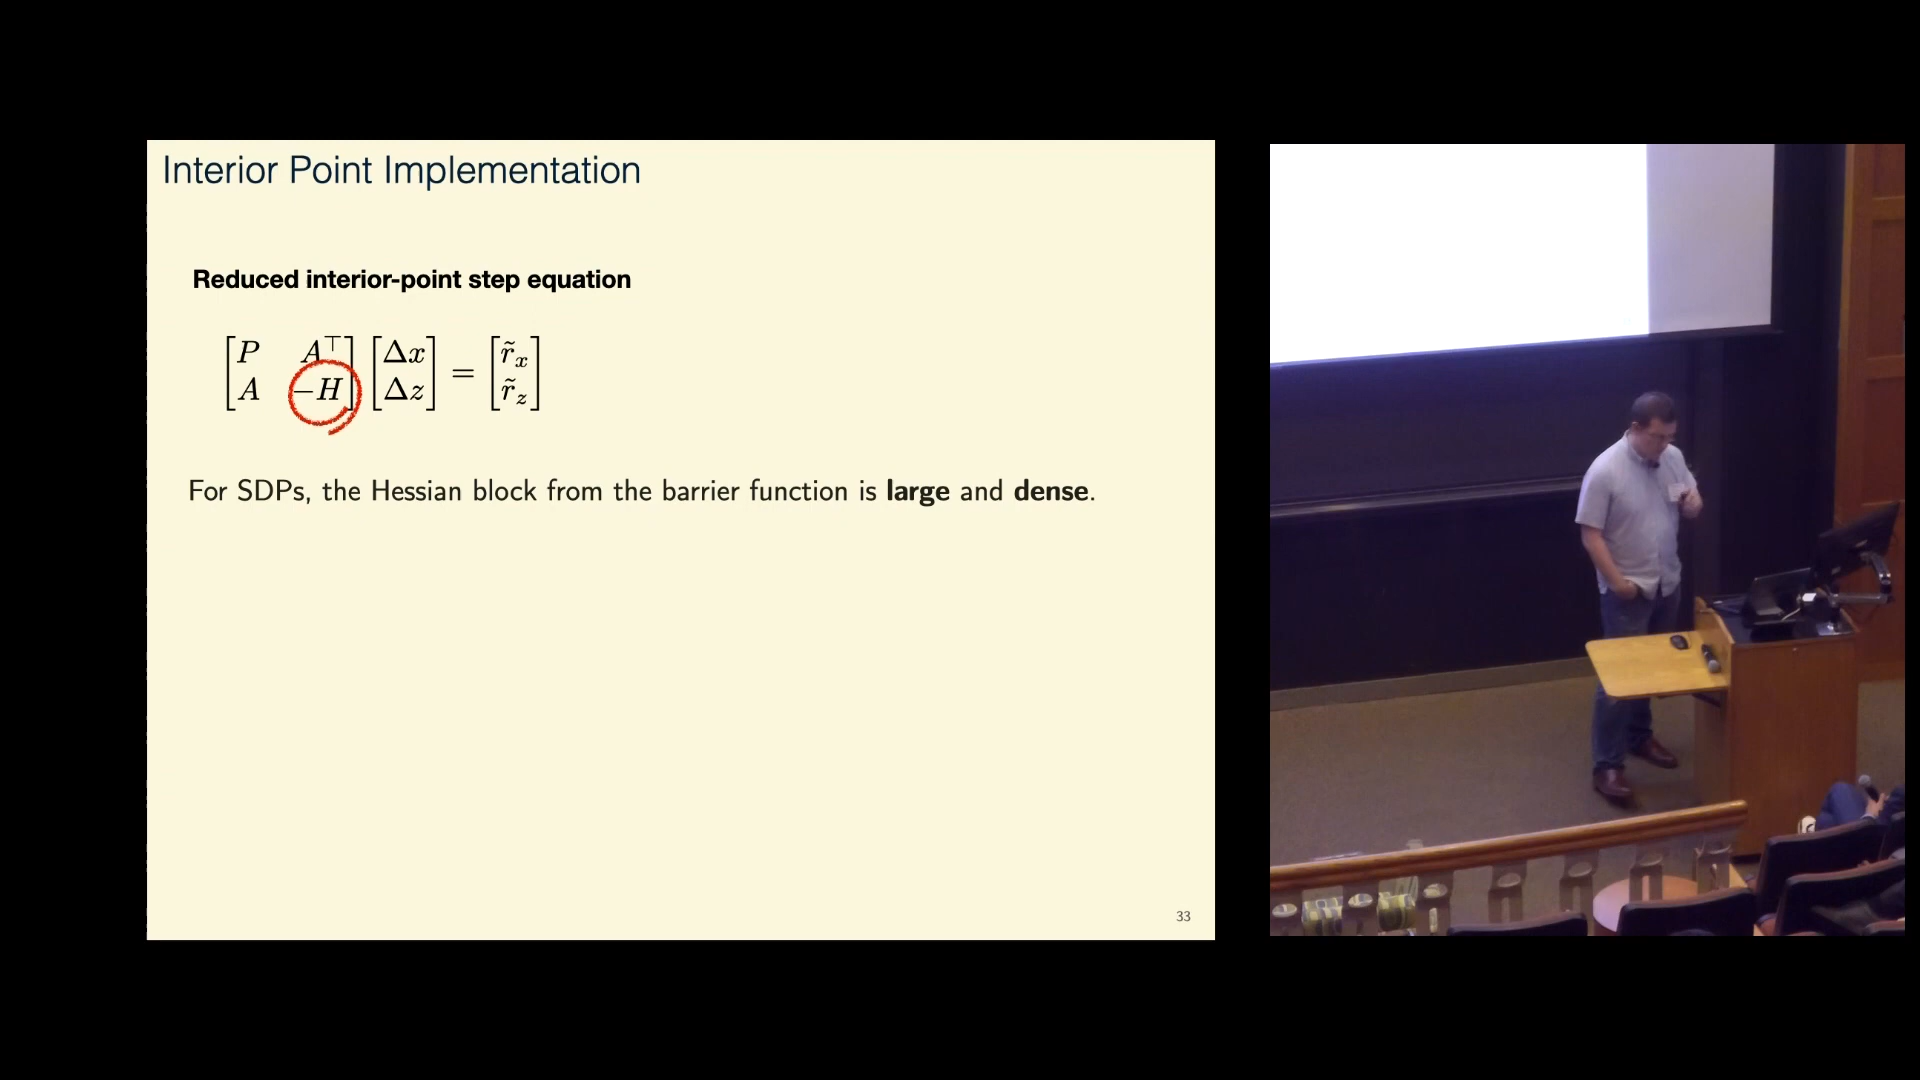 Interior Point Implementation
Reduced interior-point step equation
[P A⊤; A −H] [Δx; Δz] = [r̃x; r̃z]
For SDPs, the Hessian block from the barrier function is large and dense.
33